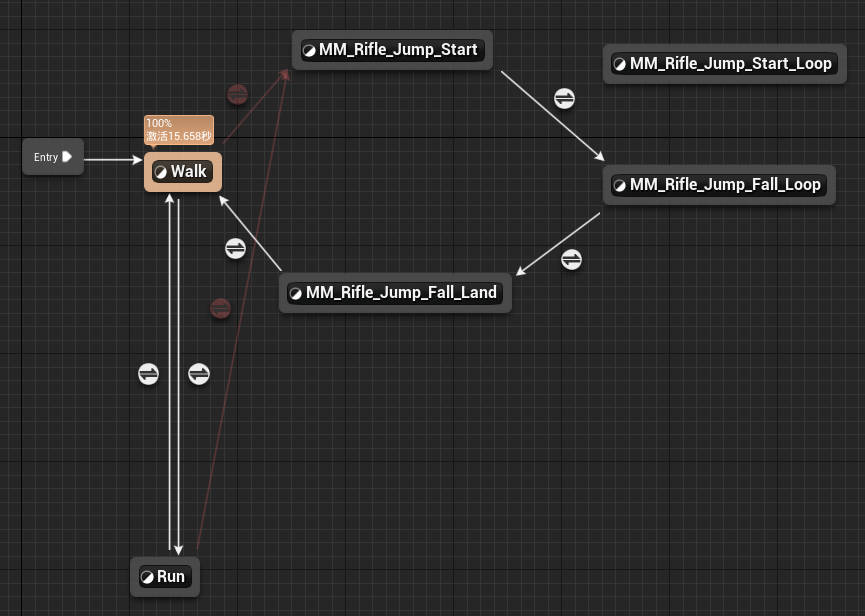 MM_Rifle_Jump_Start
MM_Rifle_Jump_Start_Loop
100%
激活15.658秒
Entry
Walk
MM_Rifle_Jump_Fall_Loop
MM_Rifle_Jump_Fall_Land
Run